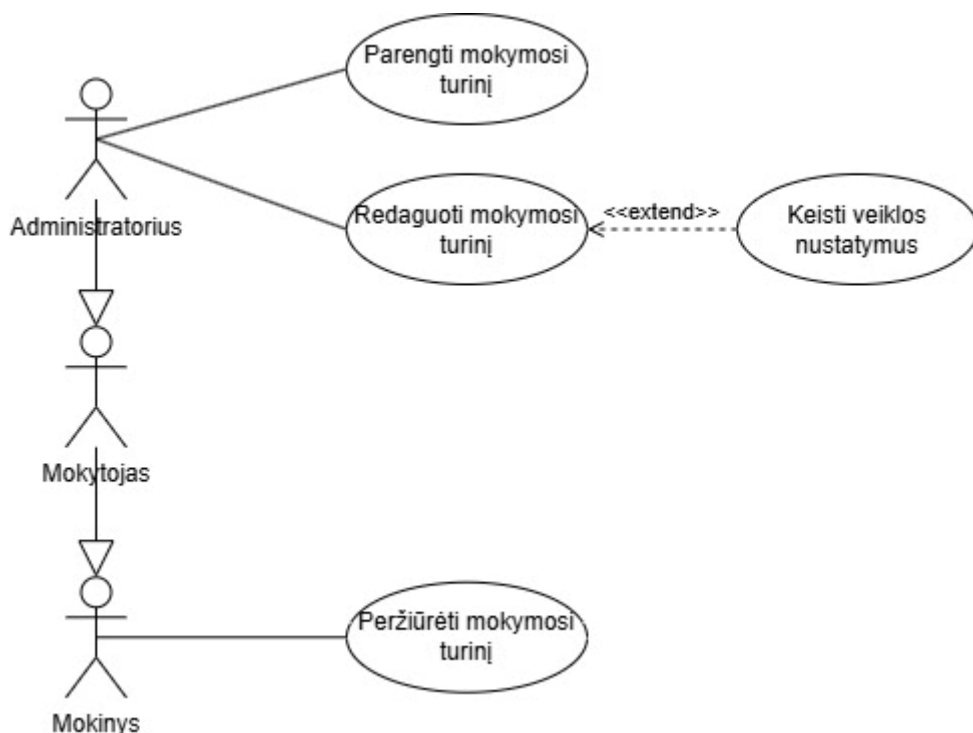 Parengti mokymosi
turinį
Administratorius
Redaguoti mokymosi
turinį
<<extend>>
Keisti veiklos
nustatymus
Mokytojas
Peržiūrėti mokymosi
turinį
Mokinys